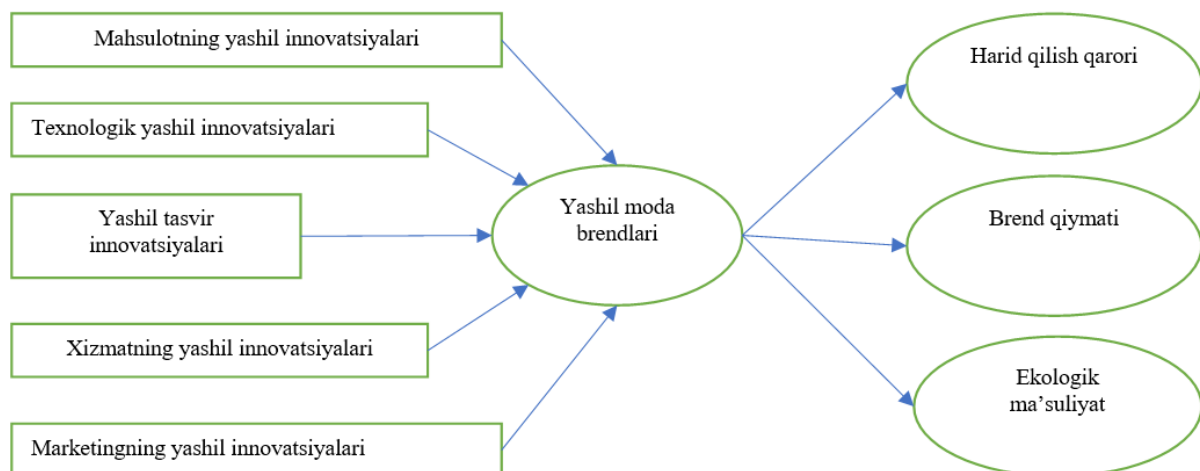 Mahsulotning yashil innovatsiyalari
Texnologik yashil innovatsiyalari
Yashil tasvir
innovatsiyalari
Xizmatning yashil innovatsiyalari
Marketingning yashil innovatsiyalari
Yashil moda
brendlari
Harid qilish qarori
Brend qiymati
Ekologik
ma’suliyat